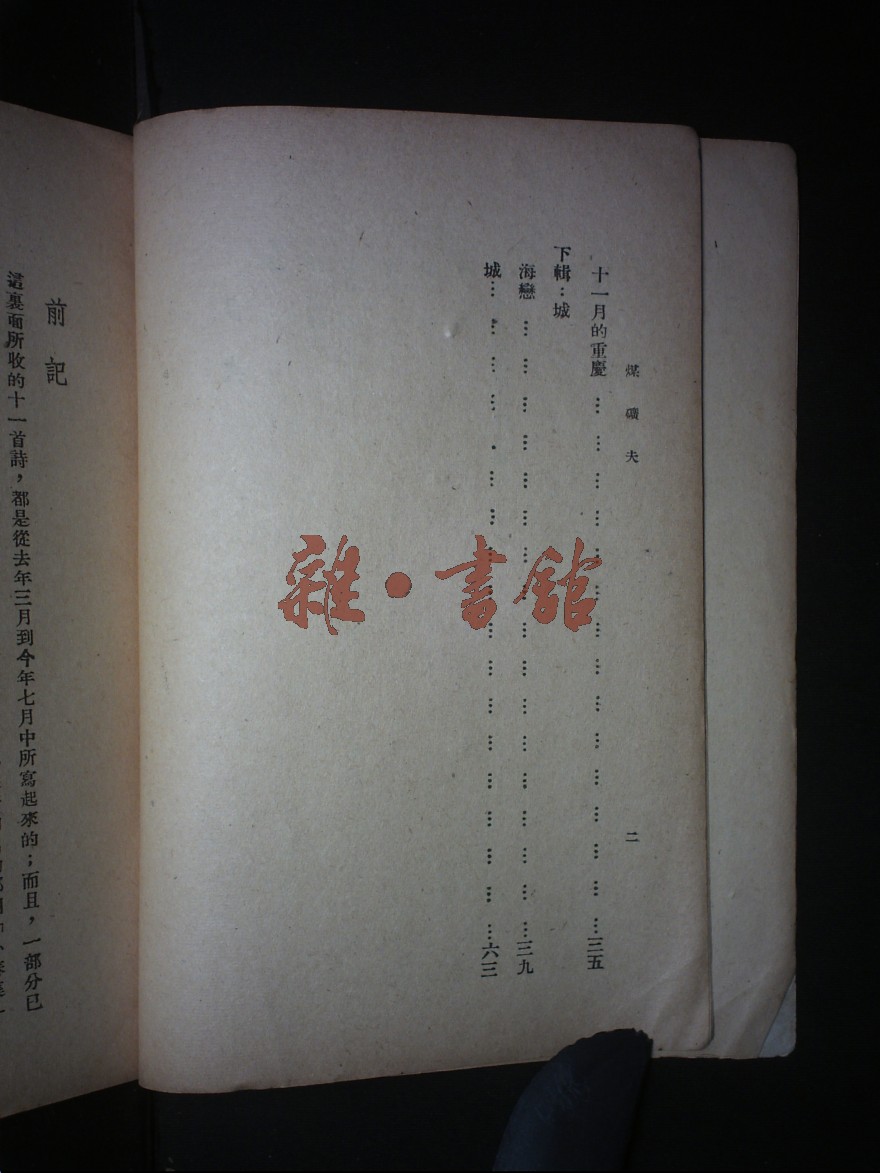 煤礦夫 二
十一月的重慶…………………………三五
下輯：城
海戀…………………………三九
城…………………………六三
前記
這裏面所收的十一首詩，都是從去年三月到今年七月中所寫起來的；而且，一部分已
雜·書館